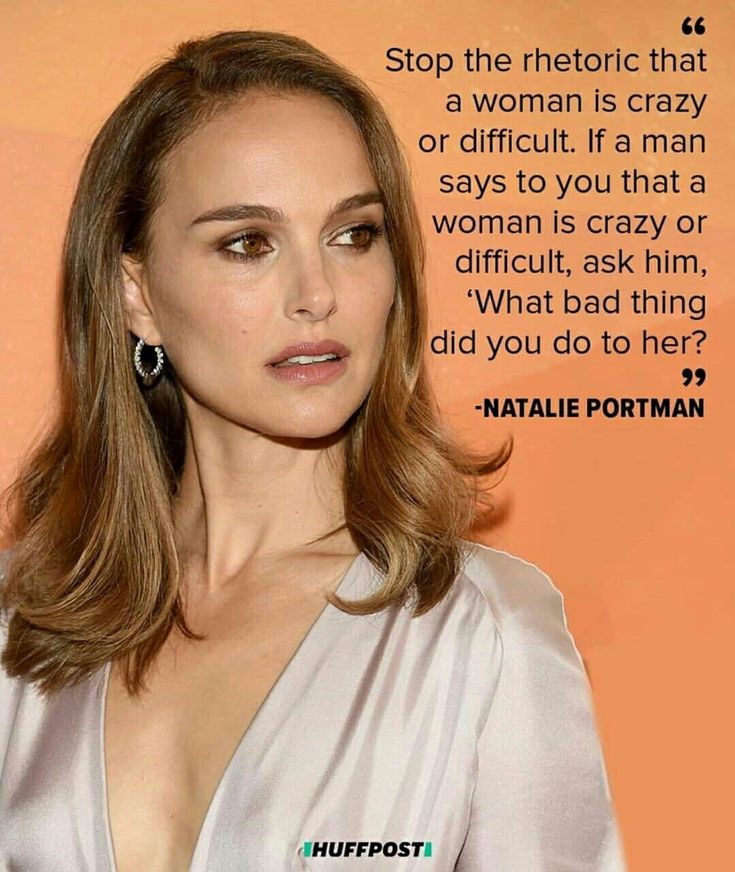 “
Stop the rhetoric that
a woman is crazy
or difficult. If a man
says to you that a
woman is crazy or
difficult, ask him,
‘What bad thing
did you do to her?
”
-NATALIE PORTMAN
HUFFPOST